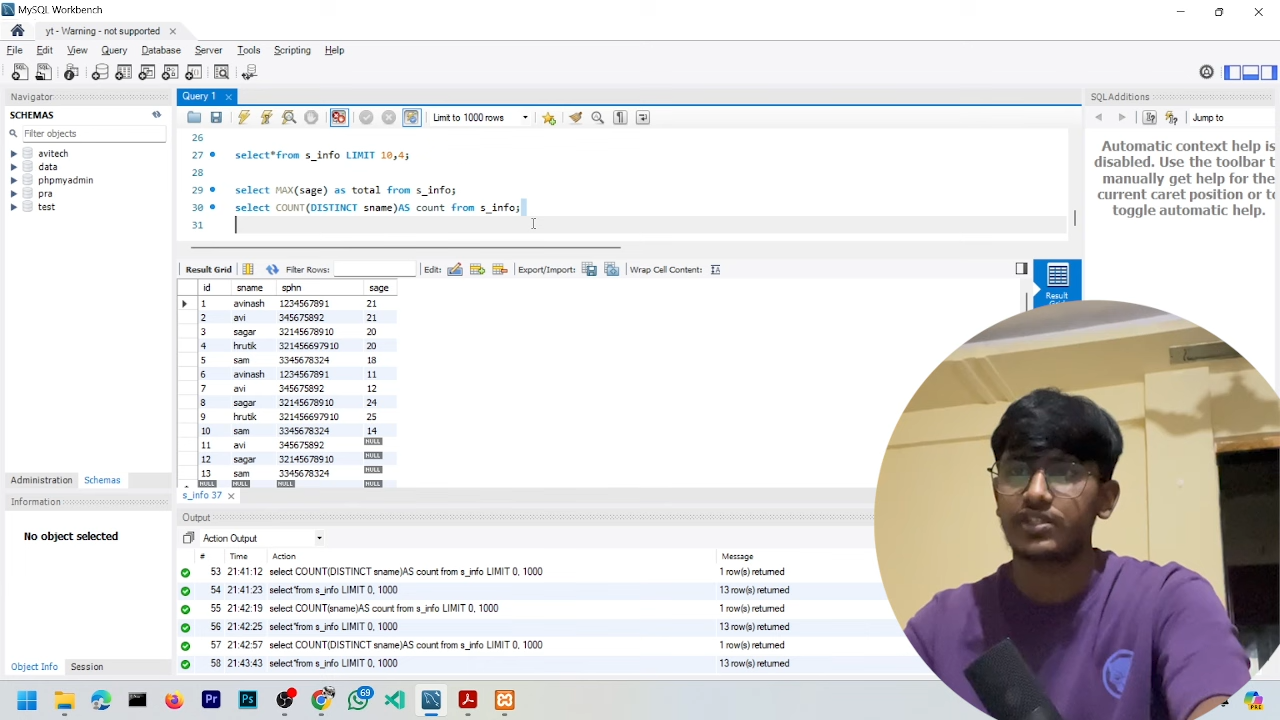 MySQL Workbench
yt - Warning - not supported
File Edit View Query Database Server Tools Scripting Help
Navigator
SCHEMAS
Filter objects
avitech
data
phpmyadmin
pra
test
Administration Schemas
Information
No object selected
Object Info Session
Query 1
Limit to 1000 rows
26
27 select*from s_info LIMIT 10,4;
28
29 select MAX(sage) as total from s_info;
30 select COUNT(DISTINCT sname)AS count from s_info;
31
Result Grid Filter Rows: Edit: Export/Import: Wrap Cell Content:
id sname sphn sage
1 avinash 1234567891 21
2 avi 345675892 21
3 sagar 32145678910 20
4 hrutik 321456697910 20
5 sam 3345678324 18
6 avinash 1234567891 11
7 avi 345675892 12
8 sagar 32145678910 24
9 hrutik 321456697910 25
10 sam 3345678324 14
11 avi 345675892 NULL
12 sagar 32145678910 NULL
13 sam 3345678324 NULL
NULL NULL NULL NULL
Result
s_info 37
Output
Action Output
# Time Action Message
53 21:41:12 select COUNT(DISTINCT sname)AS count from s_info LIMIT 0, 1000 1 row(s) returned
54 21:41:23 select*from s_info LIMIT 0, 1000 13 row(s) returned
55 21:42:19 select COUNT(sname)AS count from s_info LIMIT 0, 1000 1 row(s) returned
56 21:42:25 select*from s_info LIMIT 0, 1000 13 row(s) returned
57 21:42:57 select COUNT(DISTINCT sname)AS count from s_info LIMIT 0, 1000 1 row(s) returned
58 21:43:43 select*from s_info LIMIT 0, 1000 13 row(s) returned
SQLAdditions
Jump to
Automatic context help is
disabled. Use the toolbar t
manually get help for the
current caret position or to
toggle automatic help.
Pr
Ps
69
PRE